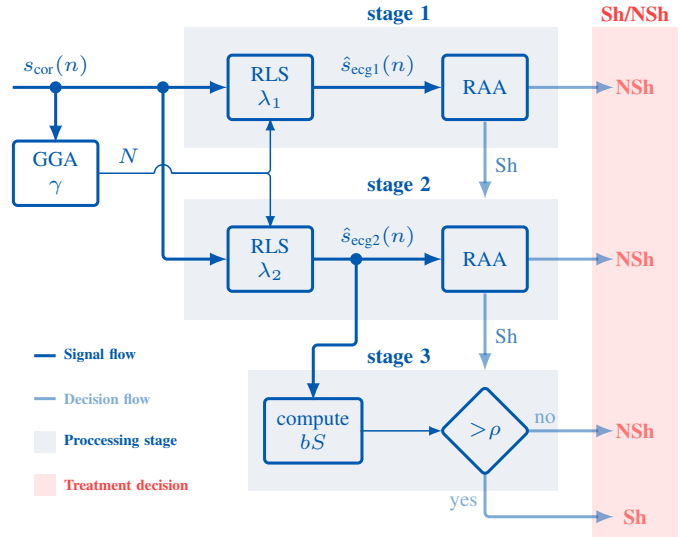 stage 1
Sh/NSh
s_cor(n)
RLS
λ₁
ŝ_ecg1(n)
RAA
NSh
GGA
γ
N
Sh
stage 2
RLS
λ₂
ŝ_ecg2(n)
RAA
NSh
Sh
stage 3
Signal flow
Decision flow
Proccessing stage
Treatment decision
compute
bS
>ρ
no
NSh
yes
Sh